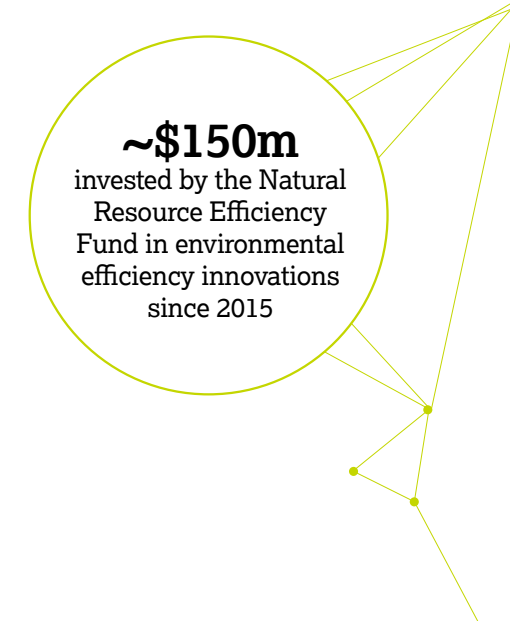 ~$150m
invested by the Natural
Resource Efficiency
Fund in environmental
efficiency innovations
since 2015